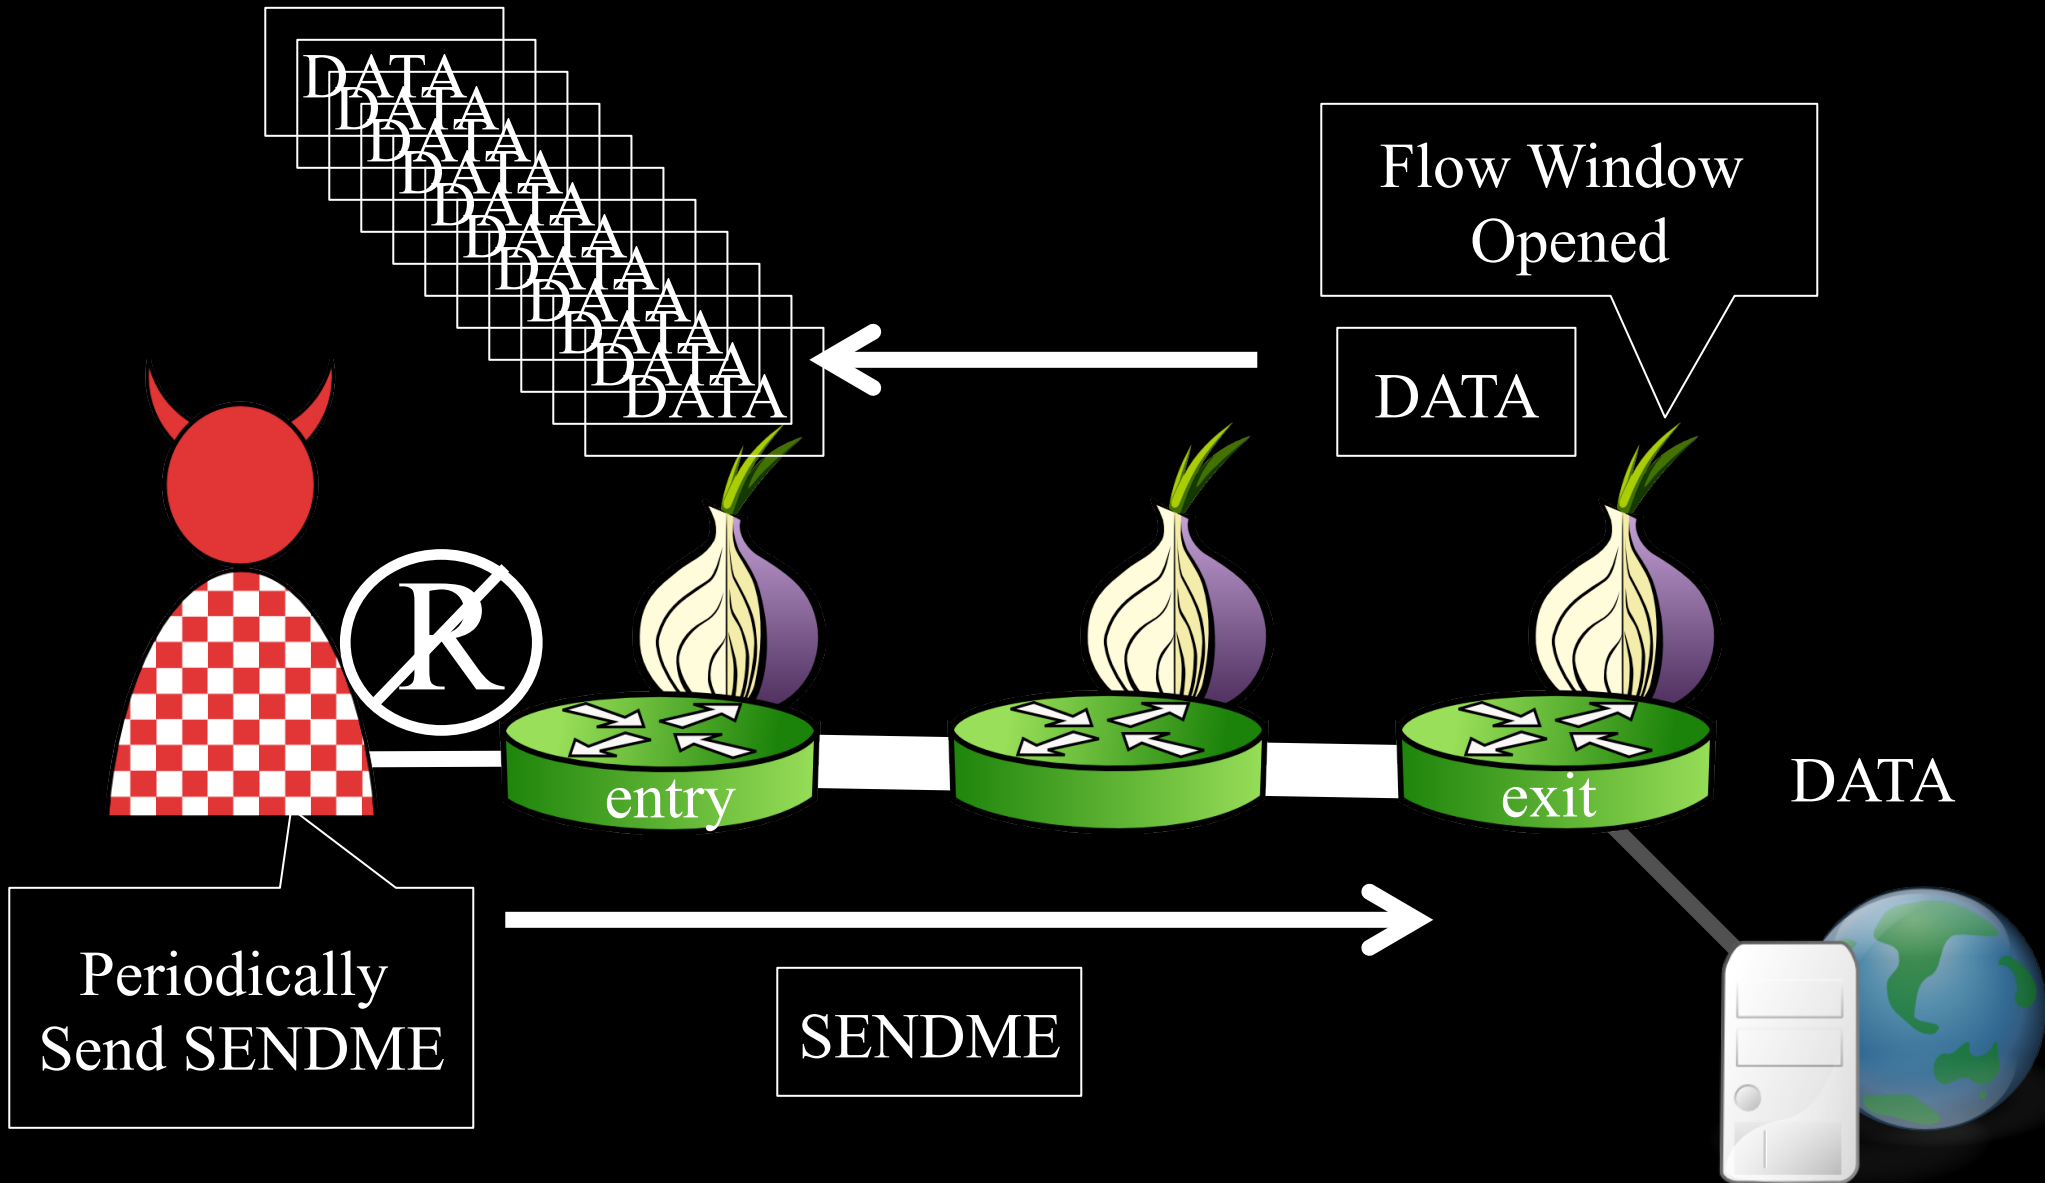 DATA
DATA
DATA
DATA
DATA
DATA
DATA
DATA
DATA
DATA
DATA
Flow Window
Opened
DATA
R
entry
exit
DATA
Periodically
Send SENDME
SENDME